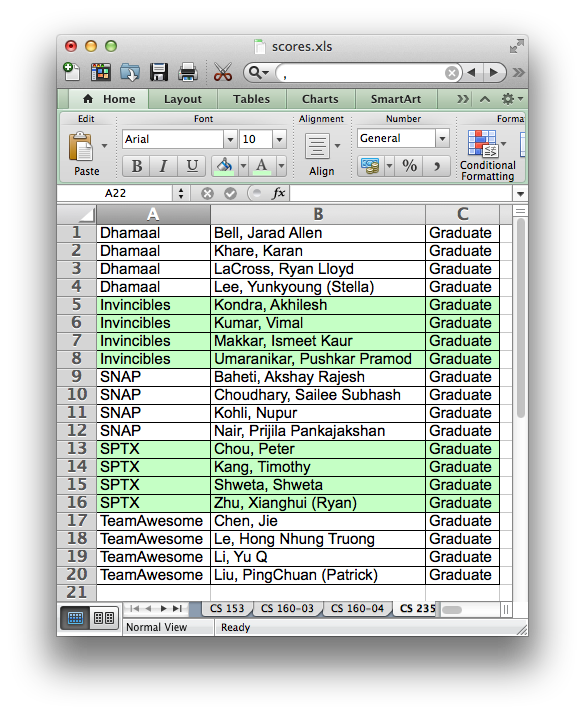 scores.xls
,
Home Layout Tables Charts SmartArt
Edit Font Alignment Number Forma
Arial 10 General
Paste B I U A Align % , Conditional
Formatting
A22 fx
A B C
1 Dhamaal Bell, Jarad Allen Graduate
2 Dhamaal Khare, Karan Graduate
3 Dhamaal LaCross, Ryan Lloyd Graduate
4 Dhamaal Lee, Yunkyoung (Stella) Graduate
5 Invincibles Kondra, Akhilesh Graduate
6 Invincibles Kumar, Vimal Graduate
7 Invincibles Makkar, Ismeet Kaur Graduate
8 Invincibles Umaranikar, Pushkar Pramod Graduate
9 SNAP Baheti, Akshay Rajesh Graduate
10 SNAP Choudhary, Sailee Subhash Graduate
11 SNAP Kohli, Nupur Graduate
12 SNAP Nair, Prijila Pankajakshan Graduate
13 SPTX Chou, Peter Graduate
14 SPTX Kang, Timothy Graduate
15 SPTX Shweta, Shweta Graduate
16 SPTX Zhu, Xianghui (Ryan) Graduate
17 TeamAwesome Chen, Jie Graduate
18 TeamAwesome Le, Hong Nhung Truong Graduate
19 TeamAwesome Li, Yu Q Graduate
20 TeamAwesome Liu, PingChuan (Patrick) Graduate
21
CS 153 CS 160-03 CS 160-04 CS 235
Normal View Ready